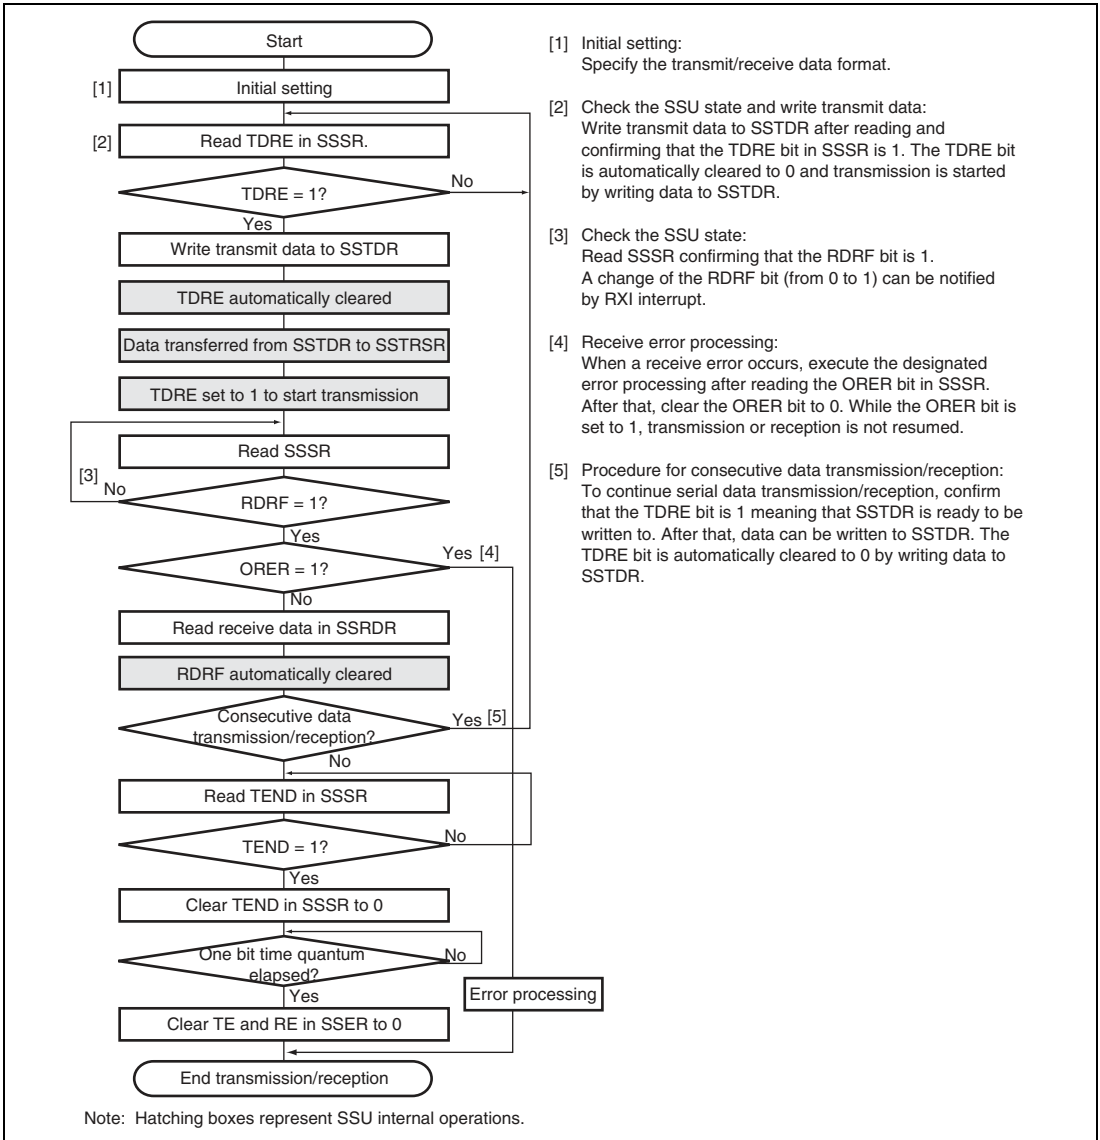 Start
[1] Initial setting
[2] Read TDRE in SSSR.
TDRE = 1?
No
Yes
Write transmit data to SSTDR
TDRE automatically cleared
Data transferred from SSTDR to SSTRSR
TDRE set to 1 to start transmission
Read SSSR
[3]
No
RDRF = 1?
Yes
Yes [4]
ORER = 1?
No
Read receive data in SSRDR
RDRF automatically cleared
Consecutive data
transmission/reception?
Yes [5]
No
Read TEND in SSSR
TEND = 1?
No
Yes
Clear TEND in SSSR to 0
One bit time quantum
elapsed?
No
Yes
Error processing
Clear TE and RE in SSER to 0
End transmission/reception
[1] Initial setting:
Specify the transmit/receive data format.
[2] Check the SSU state and write transmit data:
Write transmit data to SSTDR after reading and
confirming that the TDRE bit in SSSR is 1. The TDRE bit
is automatically cleared to 0 and transmission is started
by writing data to SSTDR.
[3] Check the SSU state:
Read SSSR confirming that the RDRF bit is 1.
A change of the RDRF bit (from 0 to 1) can be notified
by RXI interrupt.
[4] Receive error processing:
When a receive error occurs, execute the designated
error processing after reading the ORER bit in SSSR.
After that, clear the ORER bit to 0. While the ORER bit is
set to 1, transmission or reception is not resumed.
[5] Procedure for consecutive data transmission/reception:
To continue serial data transmission/reception, confirm
that the TDRE bit is 1 meaning that SSTDR is ready to be
written to. After that, data can be written to SSTDR. The
TDRE bit is automatically cleared to 0 by writing data to
SSTDR.
Note: Hatching boxes represent SSU internal operations.